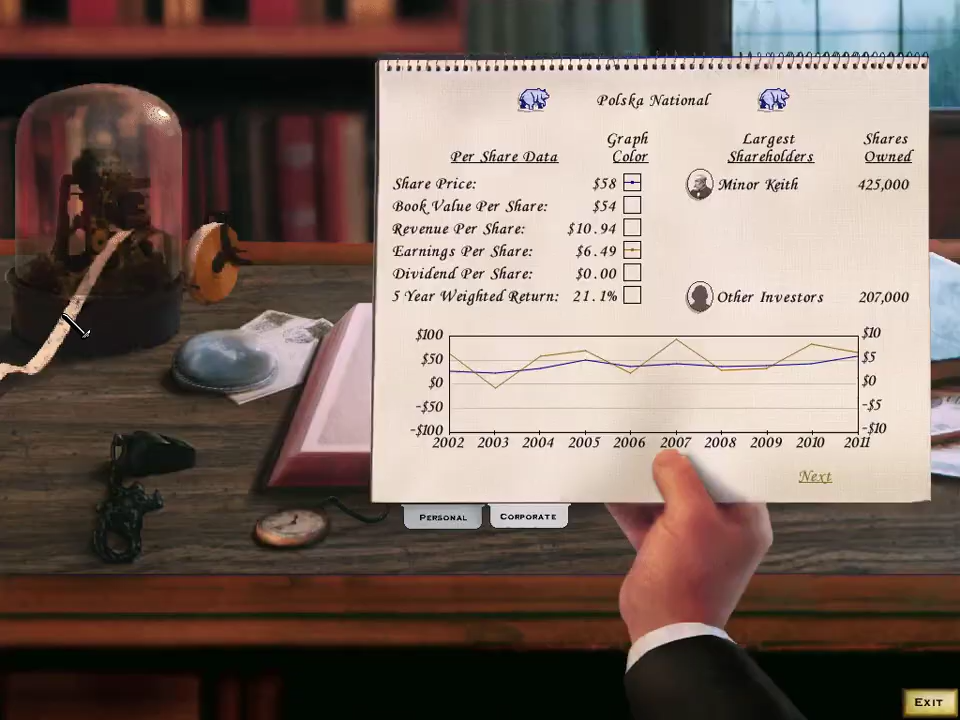 Polska National
Graph Largest Shares
Per Share Data Color Shareholders Owned
Share Price: $58 Minor Keith 425,000
Book Value Per Share: $54
Revenue Per Share: $10.94
Earnings Per Share: $6.49
Dividend Per Share: $0.00
5 Year Weighted Return: 21.1% Other Investors 207,000
$100 $10
$50 $5
$0 $0
-$50 -$5
-$100 -$10
2002 2003 2004 2005 2006 2007 2008 2009 2010 2011
Next
PERSONAL CORPORATE
EXIT